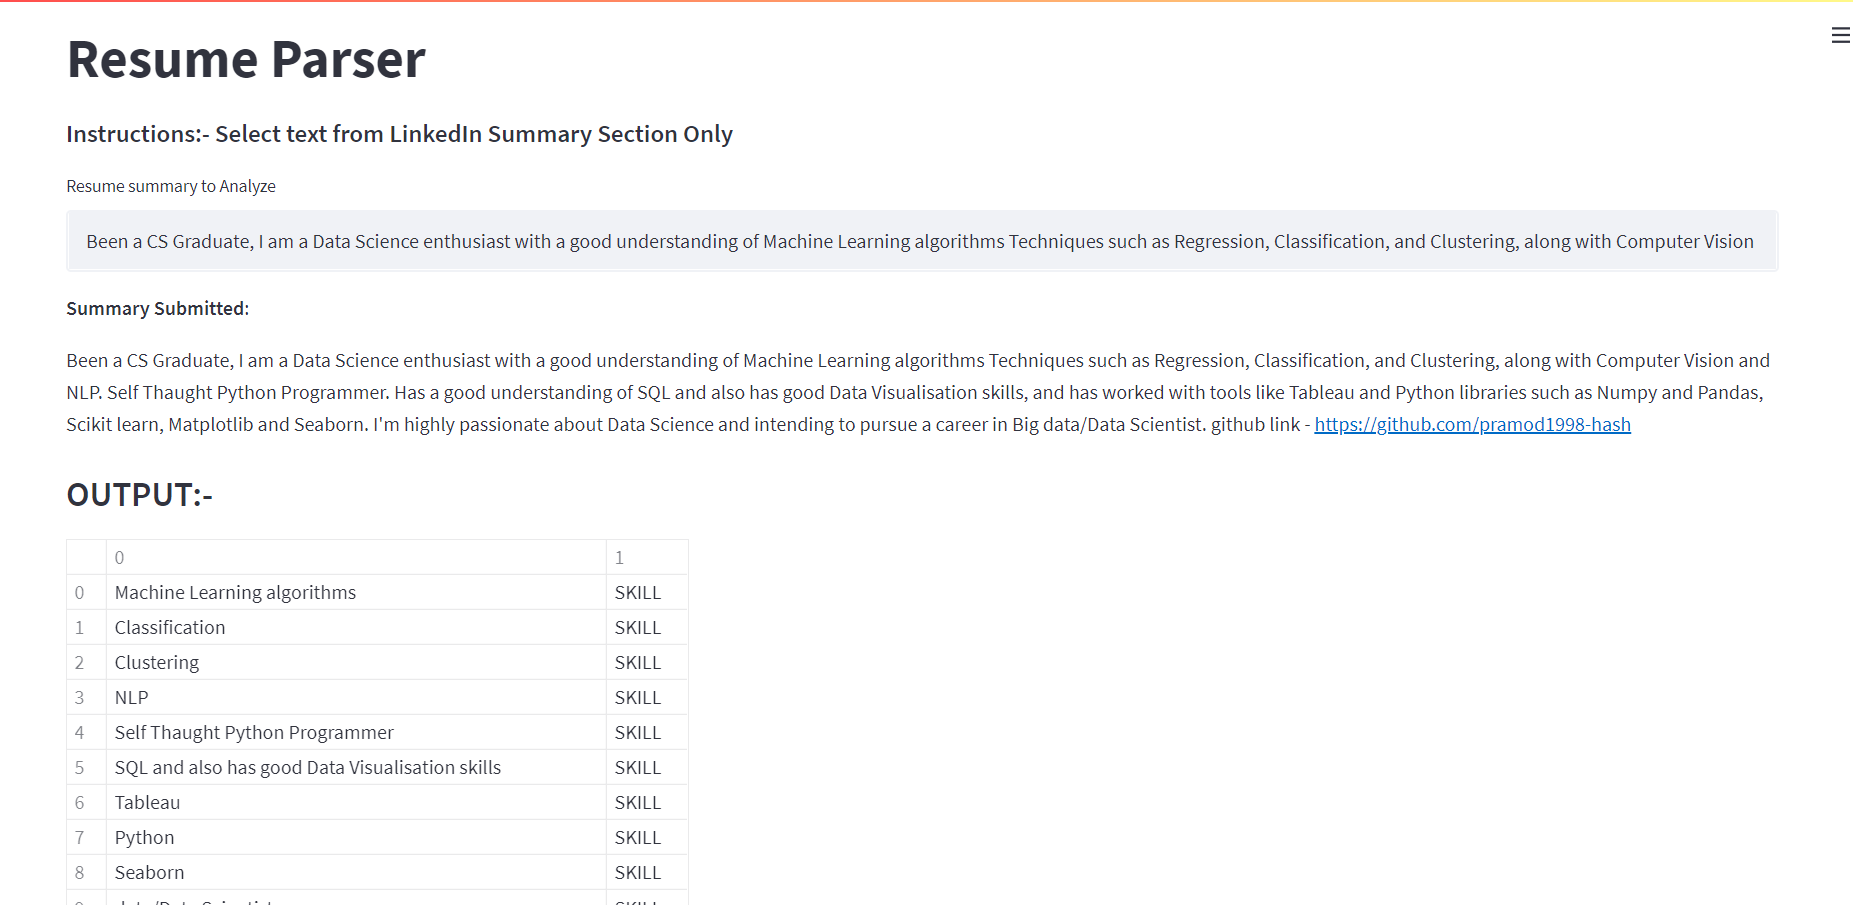 Resume Parser
Instructions:- Select text from LinkedIn Summary Section Only
Resume summary to Analyze
Been a CS Graduate, I am a Data Science enthusiast with a good understanding of Machine Learning algorithms Techniques such as Regression, Classification, and Clustering, along with Computer Vision
Summary Submitted:
Been a CS Graduate, I am a Data Science enthusiast with a good understanding of Machine Learning algorithms Techniques such as Regression, Classification, and Clustering, along with Computer Vision and
NLP. Self Thaught Python Programmer. Has a good understanding of SQL and also has good Data Visualisation skills, and has worked with tools like Tableau and Python libraries such as Numpy and Pandas,
Scikit learn, Matplotlib and Seaborn. I'm highly passionate about Data Science and intending to pursue a career in Big data/Data Scientist. github link - https://github.com/pramod1998-hash
OUTPUT:-
0 1
0 Machine Learning algorithms SKILL
1 Classification SKILL
2 Clustering SKILL
3 NLP SKILL
4 Self Thaught Python Programmer SKILL
5 SQL and also has good Data Visualisation skills SKILL
6 Tableau SKILL
7 Python SKILL
8 Seaborn SKILL